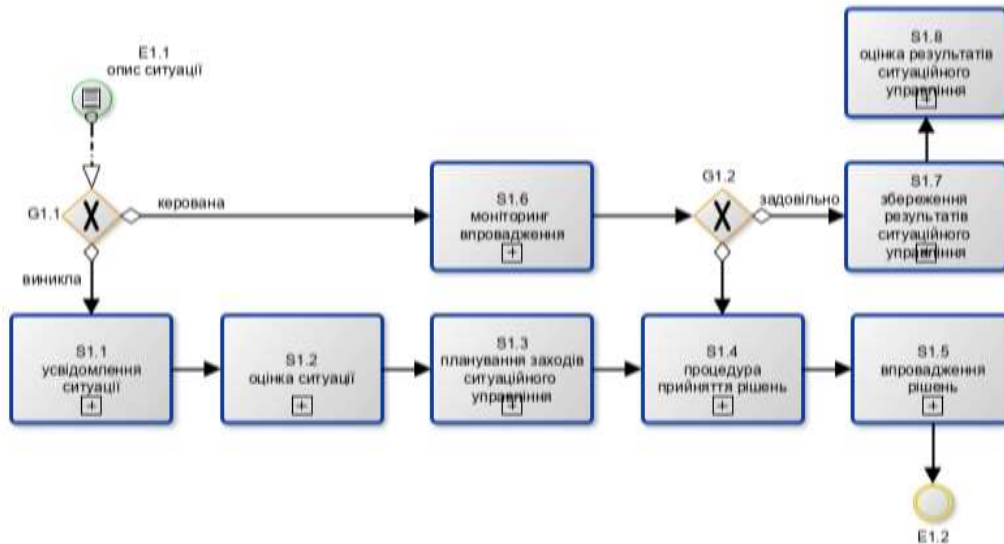 E1.1
опис ситуації
S1.8
оцінка результатів
ситуаційного
управління
G1.1
керована
S1.6
моніторинг
впровадження
G1.2
задовільно
S1.7
збереження
результатів
ситуаційного
управління
виникла
S1.1
усвідомлення
ситуації
S1.2
оцінка ситуації
S1.3
планування заходів
ситуаційного
управління
S1.4
процедура
прийняття рішень
S1.5
впровадження
рішень
E1.2